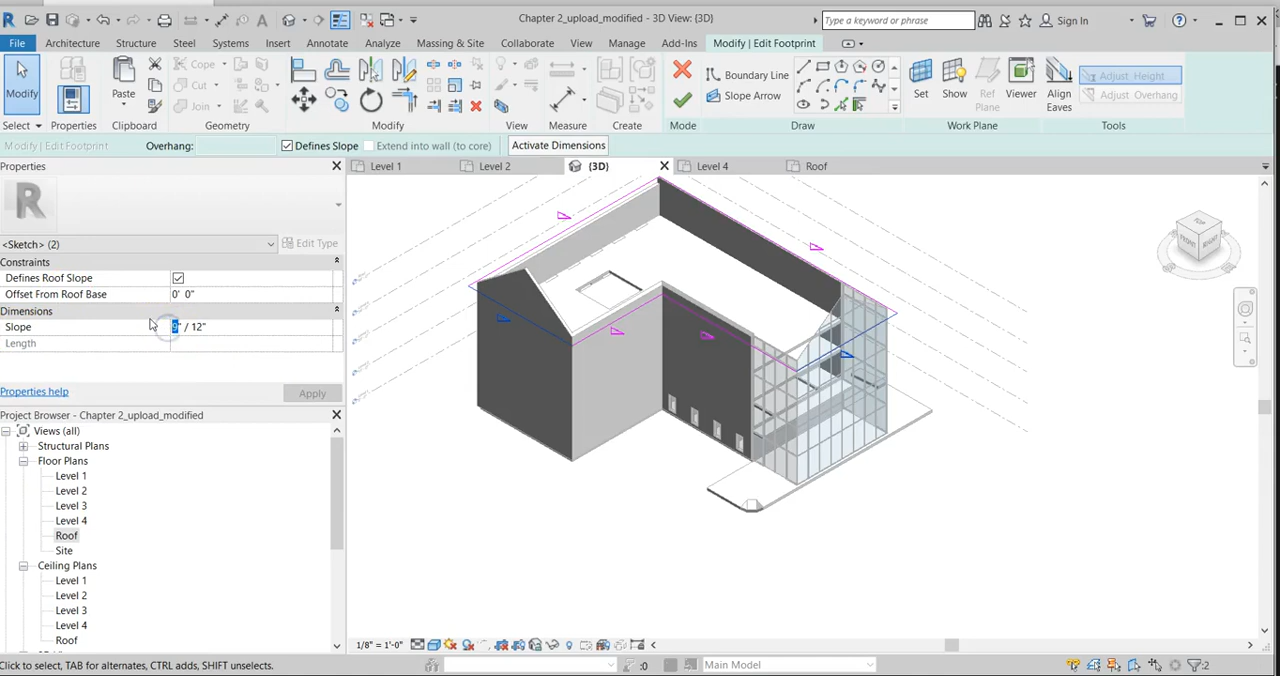 Chapter 2_upload_modified - 3D View: {3D}
Type a keyword or phrase
Sign In
File Architecture Structure Steel Systems Insert Annotate Analyze Massing & Site Collaborate View Manage Add-Ins Modify | Edit Footprint
Modify
Properties
Paste
Cope
Cut
Join
Boundary Line
Slope Arrow
Set Show Ref Plane Viewer Align Eaves
Adjust Height
Adjust Overhang
Select Properties Clipboard Geometry Modify View Measure Create Mode Draw Work Plane Tools
Modify | Edit Footprint Overhang: Defines Slope Extend into wall (to core) Activate Dimensions
Properties
Level 1 Level 2 {3D} Level 4 Roof
R
<Sketch> (2) Edit Type
Constraints
Defines Roof Slope
Offset From Roof Base 0' 0"
Dimensions
Slope 9" / 12"
Length
Properties help Apply
Project Browser - Chapter 2_upload_modified
Views (all)
Structural Plans
Floor Plans
Level 1
Level 2
Level 3
Level 4
Roof
Site
Ceiling Plans
Level 1
Level 2
Level 3
Level 4
Roof
FRONT
RIGHT
TOP
1/8" = 1'-0"
Click to select, TAB for alternates, CTRL adds, SHIFT unselects.
:0
Main Model
:2